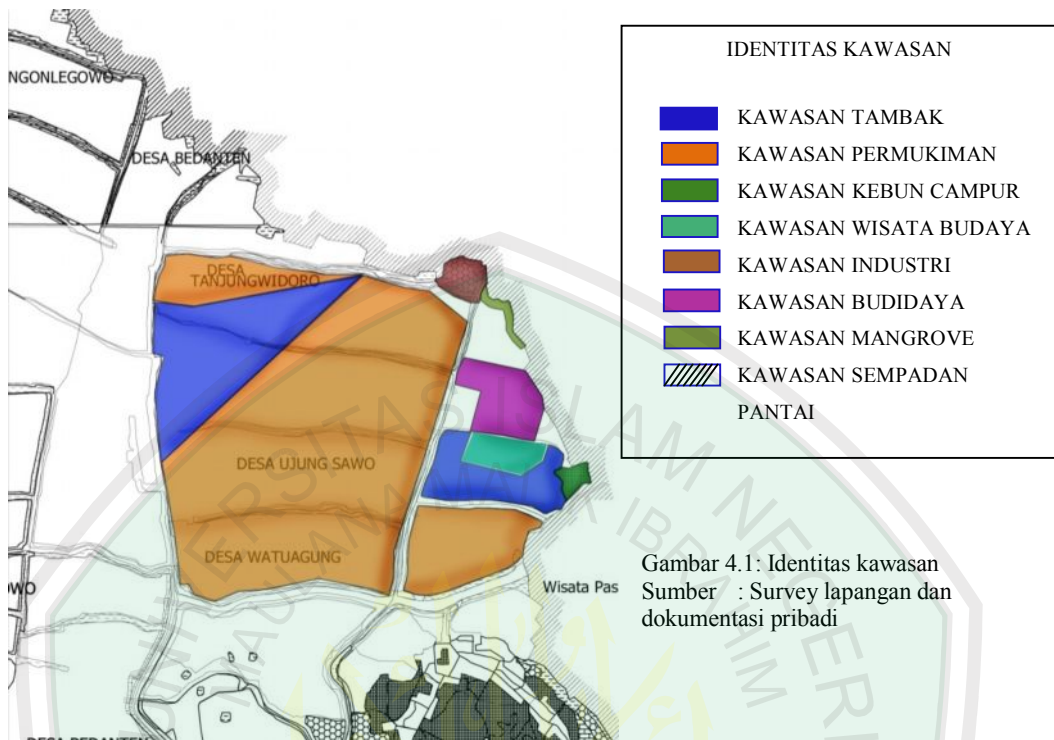 NGONLEGOWO
DESA BEDANTEN
DESA
TANJUNGWIDORO
DESA UJUNG SAWO
DESA WATUAGUNG
Wisata Pas
OWO
DESA BEDANTEN
IDENTITAS KAWASAN
KAWASAN TAMBAK
KAWASAN PERMUKIMAN
KAWASAN KEBUN CAMPUR
KAWASAN WISATA BUDAYA
KAWASAN INDUSTRI
KAWASAN BUDIDAYA
KAWASAN MANGROVE
KAWASAN SEMPADAN
PANTAI
Gambar 4.1: Identitas kawasan
Sumber : Survey lapangan dan
dokumentasi pribadi